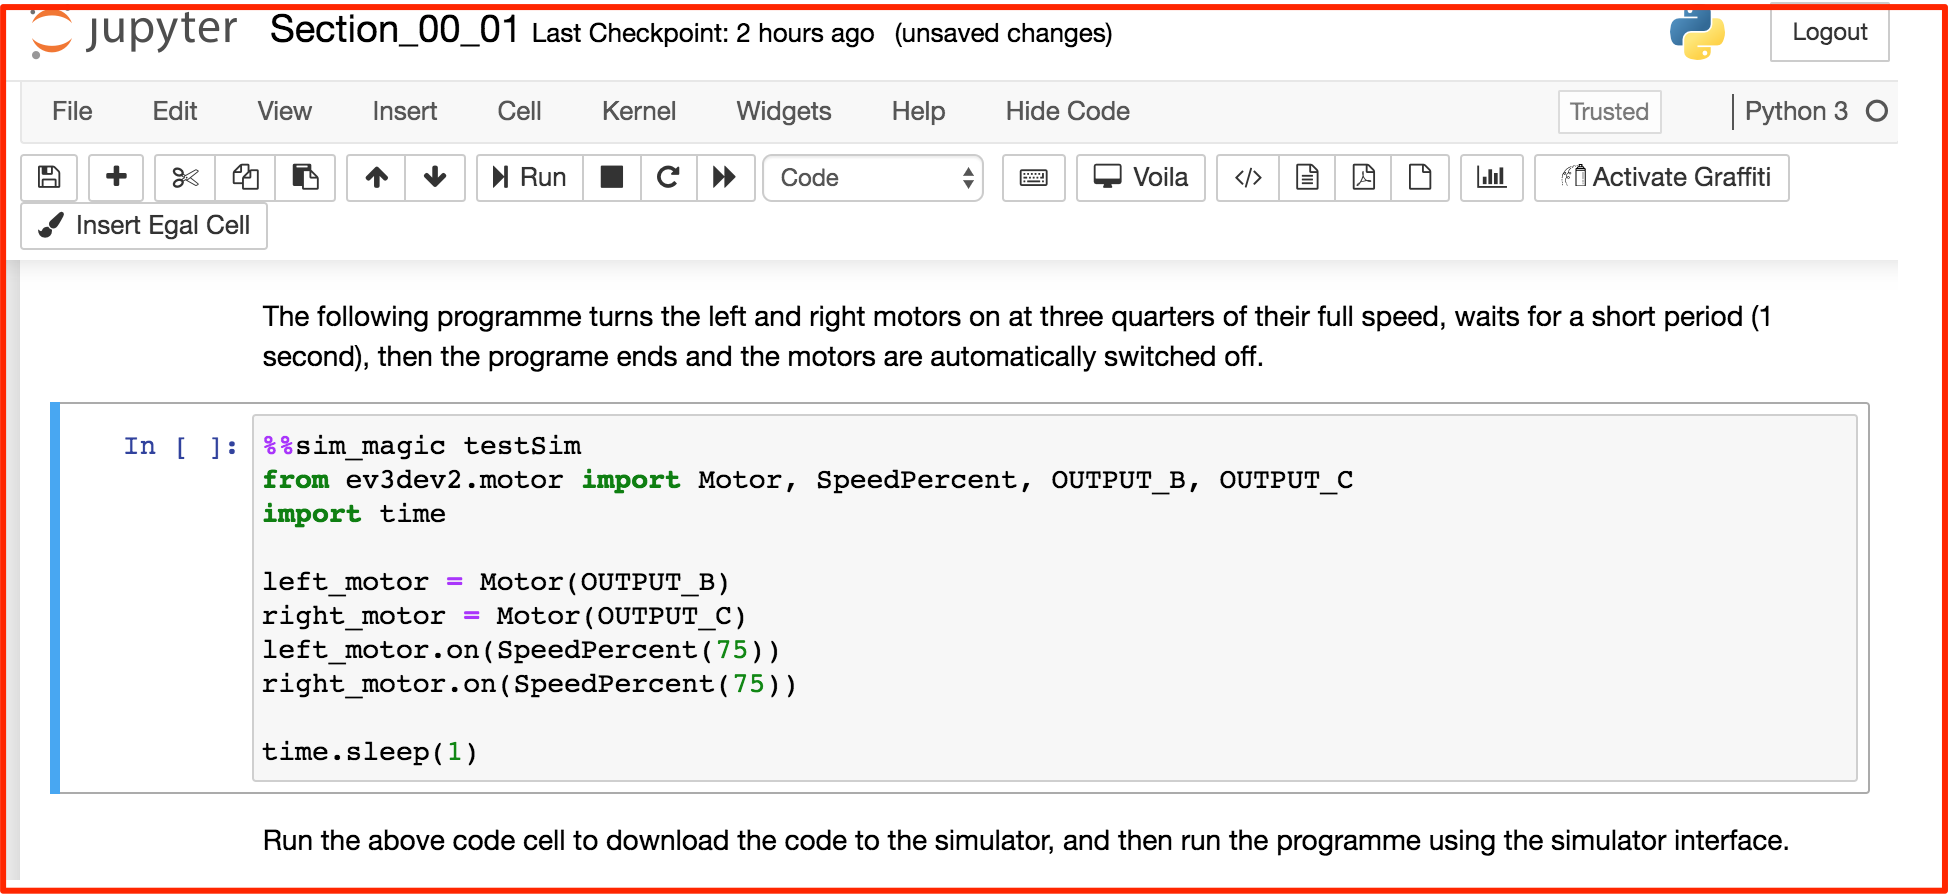 jupyter Section_00_01 Last Checkpoint: 2 hours ago (unsaved changes) Logout
File Edit View Insert Cell Kernel Widgets Help Hide Code Trusted Python 3
Run Code Voila Activate Graffiti
Insert Egal Cell
The following programme turns the left and right motors on at three quarters of their full speed, waits for a short period (1
second), then the programe ends and the motors are automatically switched off.
In [ ]: %%sim_magic testSim
from ev3dev2.motor import Motor, SpeedPercent, OUTPUT_B, OUTPUT_C
import time
left_motor = Motor(OUTPUT_B)
right_motor = Motor(OUTPUT_C)
left_motor.on(SpeedPercent(75))
right_motor.on(SpeedPercent(75))
time.sleep(1)
Run the above code cell to download the code to the simulator, and then run the programme using the simulator interface.